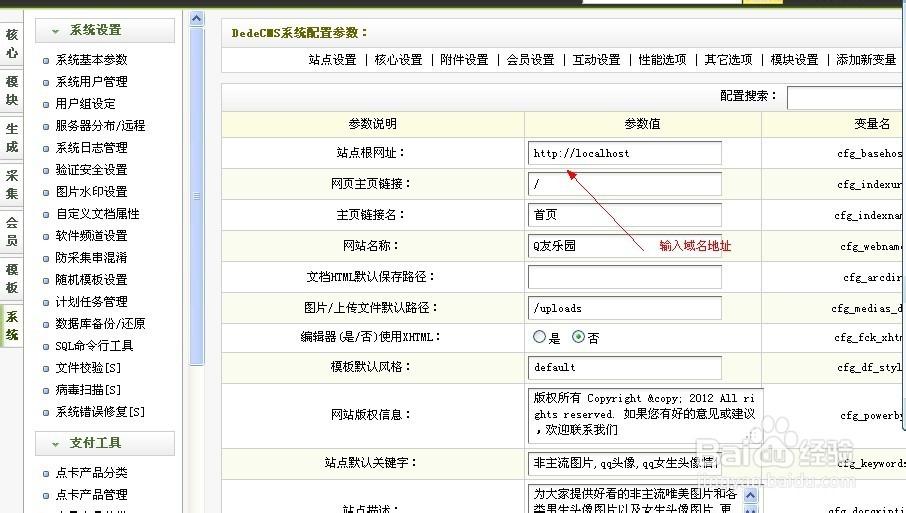 核心
模块
生成
采集
会员
模板
系统
系统设置
系统基本参数
系统用户管理
用户组设定
服务器分布/远程
系统日志管理
验证安全设置
图片水印设置
自定义文档属性
软件频道设置
防采集串混淆
随机模板设置
计划任务管理
数据库备份/还原
SQL命令行工具
文件校验[S]
病毒扫描[S]
系统错误修复[S]
支付工具
点卡产品分类
点卡产品管理
DedeCMS系统配置参数：
站点设置 | 核心设置 | 附件设置 | 会员设置 | 互动设置 | 性能选项 | 其它选项 | 模块设置 | 添加新变量
配置搜索：
参数说明 参数值 变量名
站点根网址： http://localhost cfg_basehos
网页主页链接： / cfg_indexur
主页链接名： 首页 cfg_indexna
网站名称： Q友乐园 输入域名地址 cfg_webnam
文档HTML默认保存路径： cfg_arcdir
图片/上传文件默认路径： /uploads cfg_medias_d
编辑器(是/否)使用XHTML： 是 否 cfg_fck_xhtm
模板默认风格： default cfg_df_styl
网站版权信息： 版权所有 Copyright &copy; 2012 All ri
ghts reserved. 如果您有好的意见或建议
，欢迎联系我们
cfg_powerby
站点默认关键字： 非主流图片,qq头像,qq女生头像情 cfg_keywords
站点描述： 为大家提供好看的非主流唯美图片和各
类男生头像图片以及女生头像图片,更
cfg_descripti
Baidu经验
jingyan.baidu.com